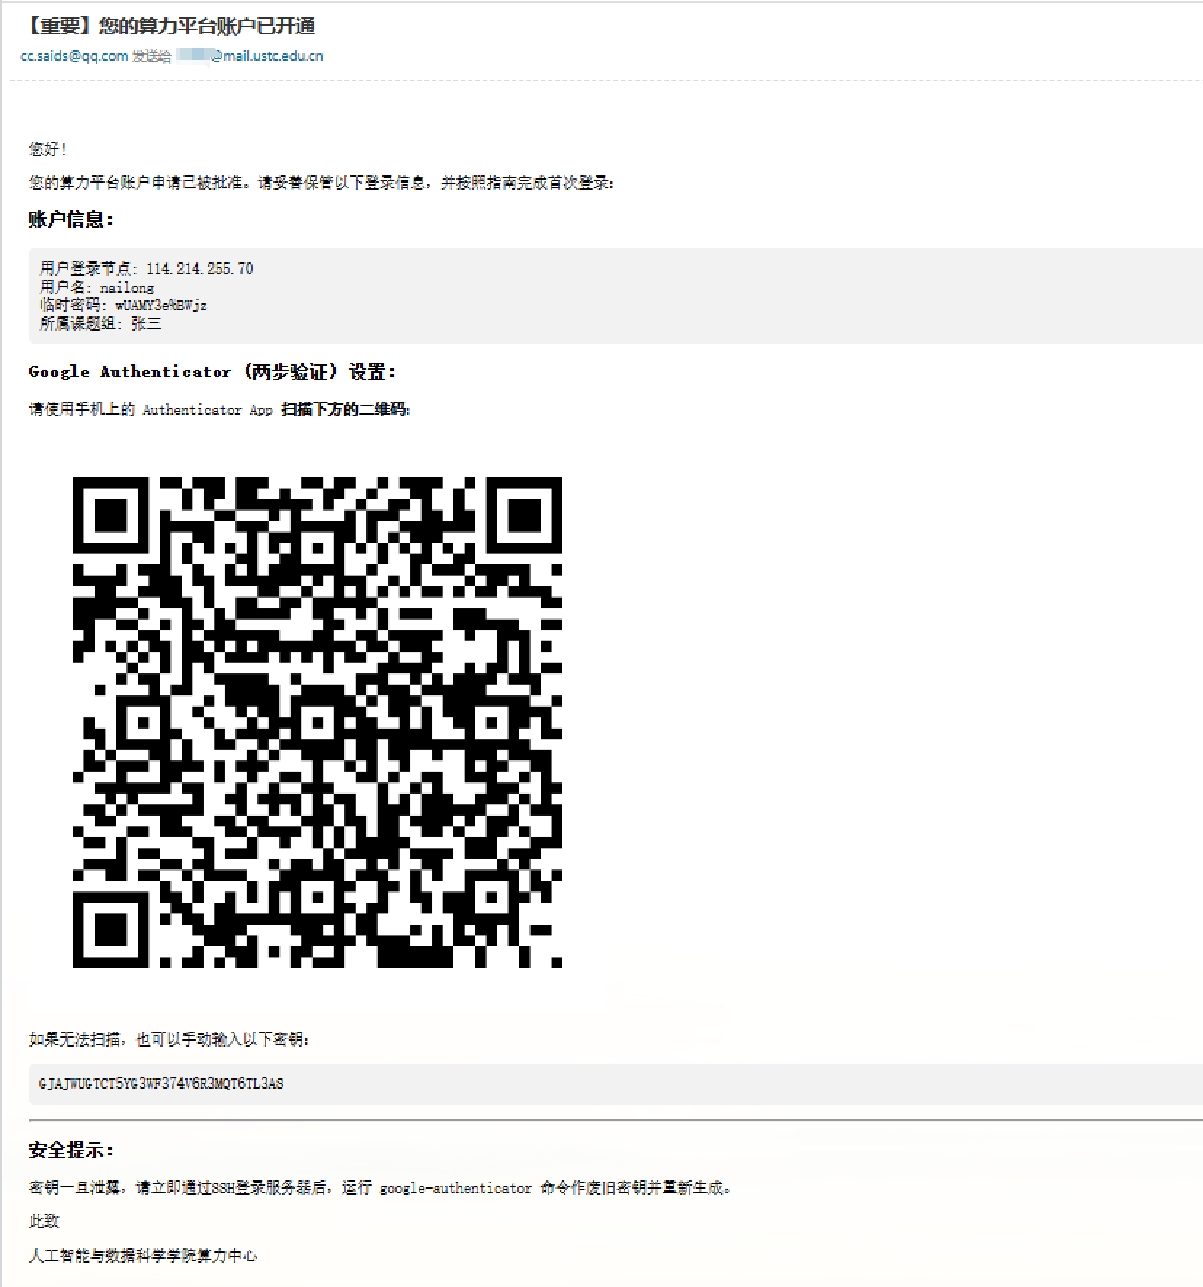 【重要】您的算力平台账户已开通
cc.saids@qq.com 发送给 @mail.ustc.edu.cn
您好！
您的算力平台账户申请已被批准。请妥善保管以下登录信息，并按照指南完成首次登录：
账户信息：
用户登录节点: 114.214.255.70
用户名: nailong
临时密码: wUAMY3e%BWjz
所属课题组: 张三
Google Authenticator (两步验证) 设置：
请使用手机上的 Authenticator App 扫描下方的二维码：
如果无法扫描，也可以手动输入以下密钥：
GJAJWUGTCT5YG3WF374V6R3MQT6TL3AS
安全提示：
密钥一旦泄露，请立即通过SSH登录服务器后，运行 google-authenticator 命令作废旧密钥并重新生成。
此致
人工智能与数据科学学院算力中心